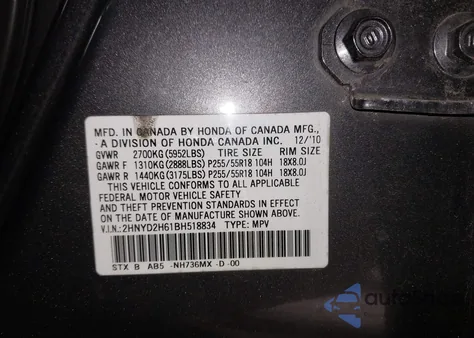 MFD. IN CANADA BY HONDA OF CANADA MFG.,
A DIVISION OF HONDA CANADA INC. 12/'10
GVWR 2700KG(5952LBS) TIRE SIZE RIM SIZE
GAWR F 1310KG(2888LBS) P255/55R18 104H 18X8.0J
GAWR R 1440KG(3175LBS) P255/55R18 104H 18X8.0J
THIS VEHICLE CONFORMS TO ALL APPLICABLE
FEDERAL MOTOR VEHICLE SAFETY
AND THEFT PREVENTION STANDARDS IN EFFECT
ON THE DATE OF MANUFACTURE SHOWN ABOVE.
V.I.N.:2HNYD2H61BH518834 TYPE: MPV
STX B AB5 -NH736MX -D -00